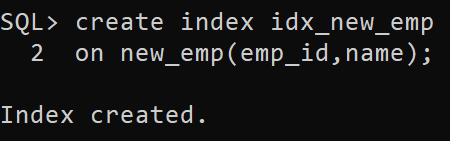 SQL> create index idx_new_emp
  2  on new_emp(emp_id,name);
Index created.